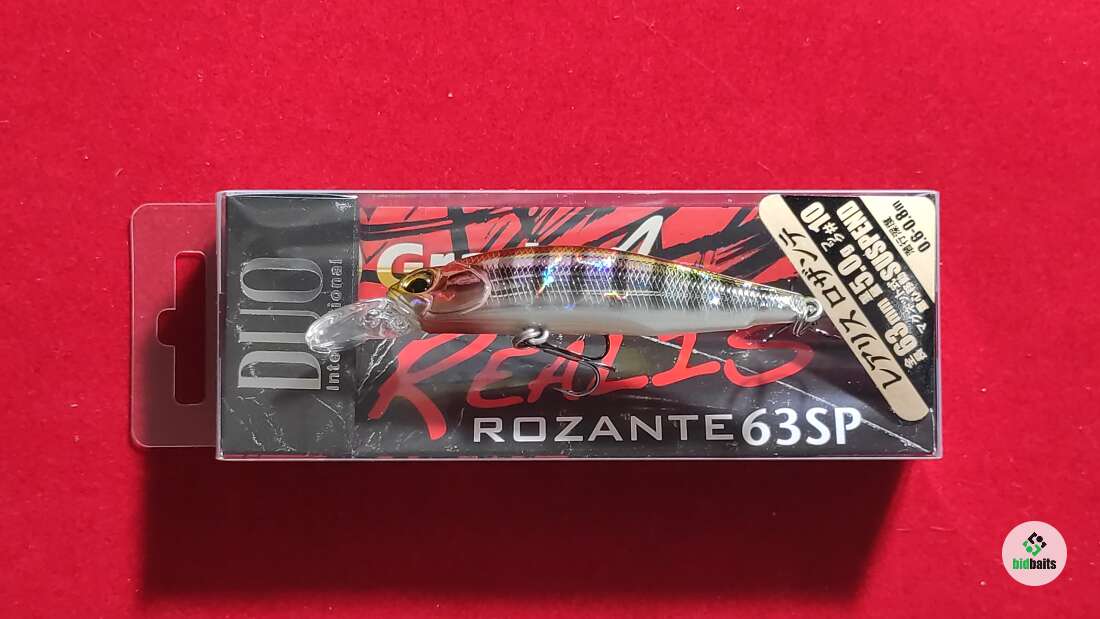 DUO
International
REALIS
ROZANTE 63SP
レアリス ロザンテ
63mm 5.0g #10
SUSPEND
0.6-0.8m
bidbaits